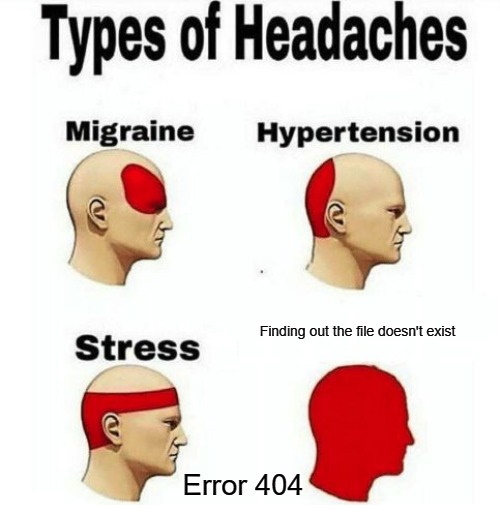 Types of Headaches
Migraine
Hypertension
Stress
Finding out the file doesn't exist
Error 404